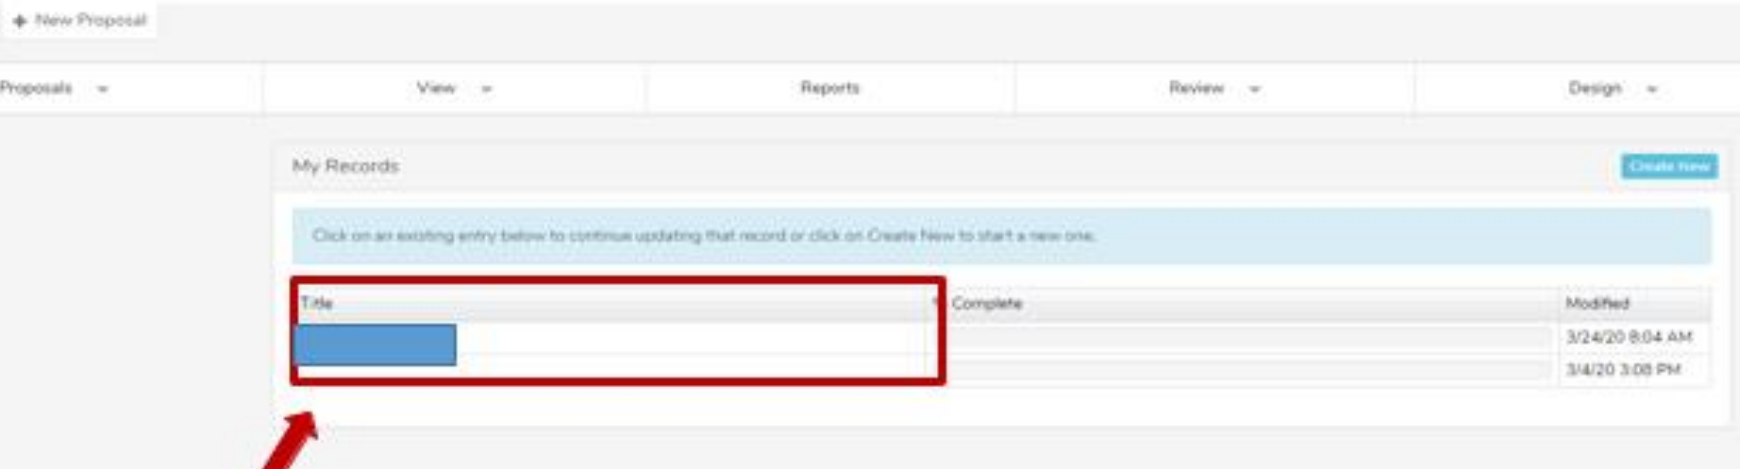 + New Proposal
Proposals View Reports Review Design
My Records Create New
Click on an existing entry below to continue updating that record or click on Create New to start a new one.
Title % Complete Modified
3/24/20 8:04 AM
3/4/20 3:08 PM